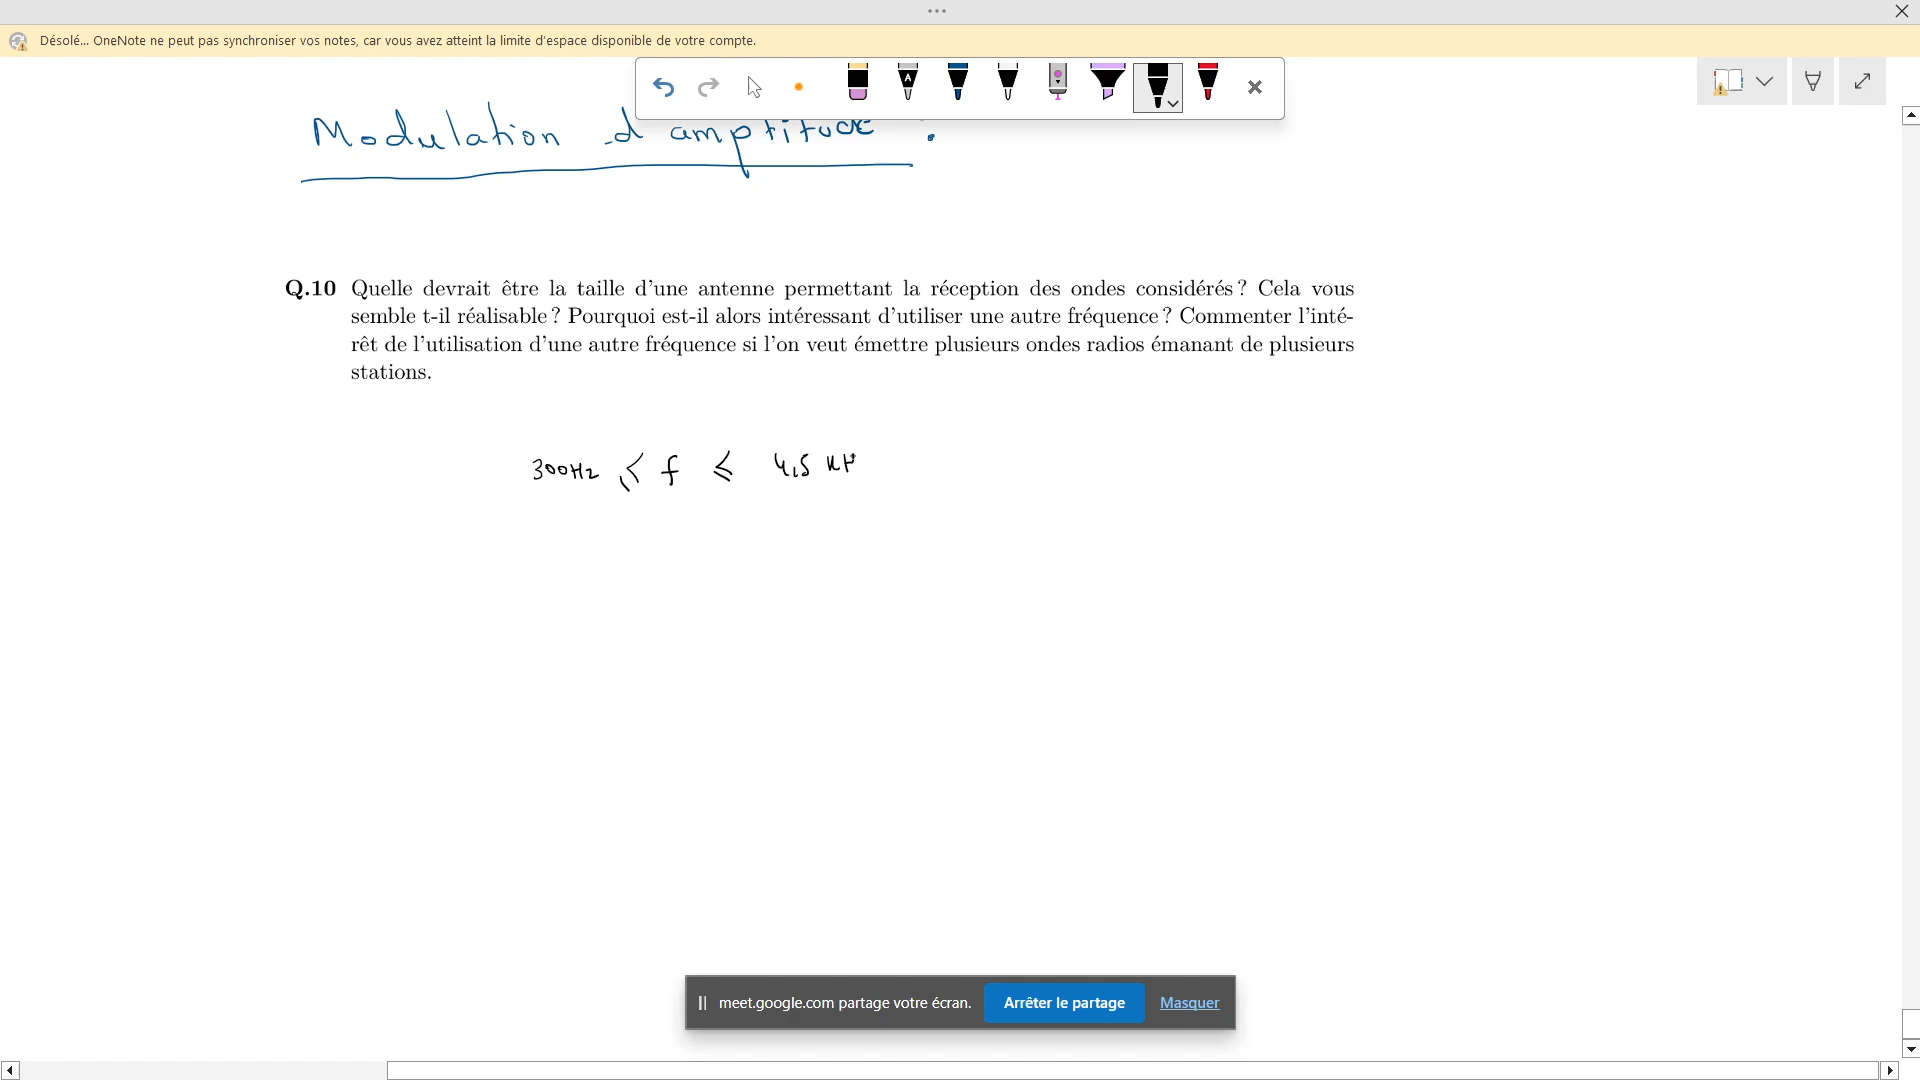 Désolé... OneNote ne peut pas synchroniser vos notes, car vous avez atteint la limite d'espace disponible de votre compte.
A
Modulation d'amplitude :
Q.10 Quelle devrait être la taille d'une antenne permettant la réception des ondes considérés ? Cela vous
semble t-il réalisable ? Pourquoi est-il alors intéressant d'utiliser une autre fréquence ? Commenter l'inté-
rêt de l'utilisation d'une autre fréquence si l'on veut émettre plusieurs ondes radios émanant de plusieurs
stations.
300Hz ≤ f ≤ 4,5 KH
meet.google.com partage votre écran. Arrêter le partage Masquer